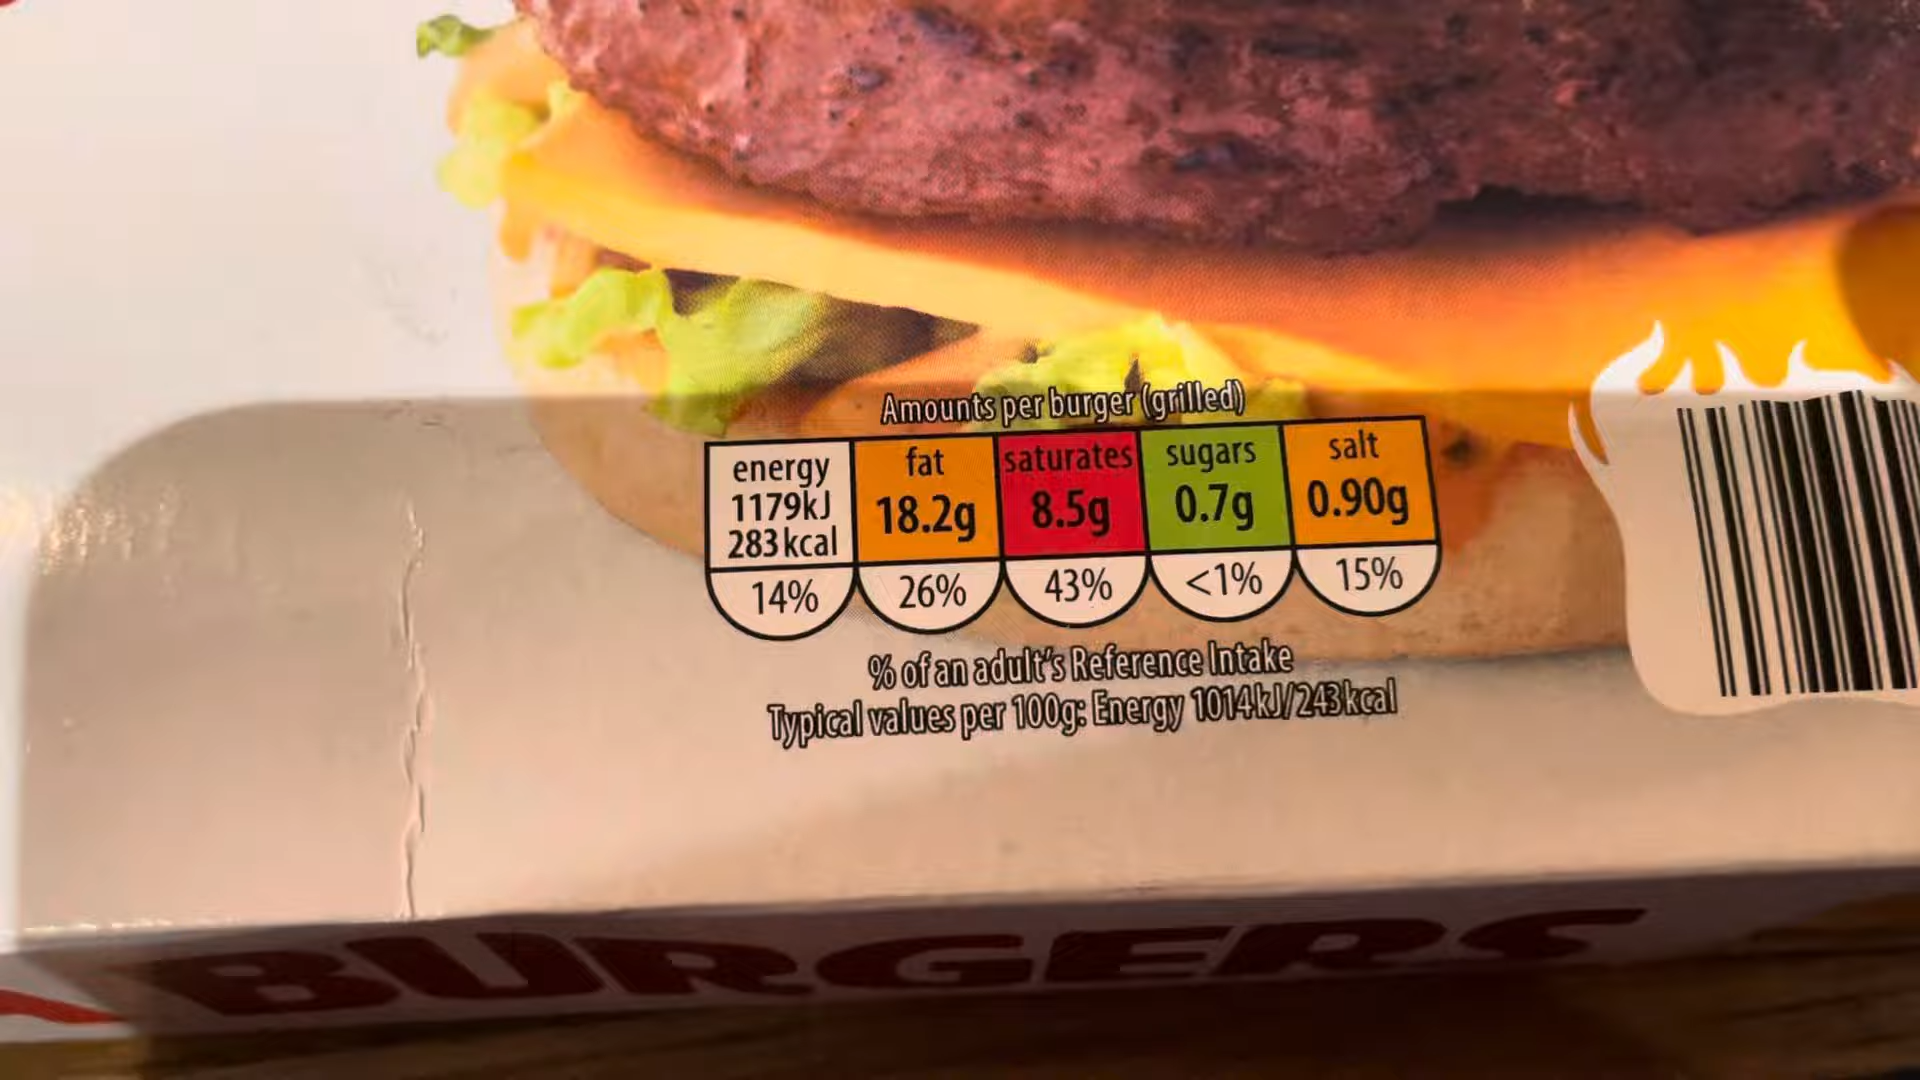 Amounts per burger (grilled)
energy fat saturates sugars salt
1179kJ 18.2g 8.5g 0.7g 0.90g
283kcal
14% 26% 43% <1% 15%
% of an adult's Reference Intake
Typical values per 100g: Energy 1014kJ/243kcal
BURGERS